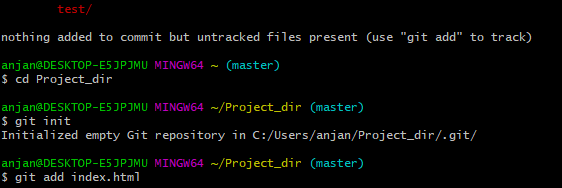 test/
nothing added to commit but untracked files present (use "git add" to track)
anjan@DESKTOP-E5JPJMU MINGW64 ~ (master)
$ cd Project_dir
anjan@DESKTOP-E5JPJMU MINGW64 ~/Project_dir (master)
$ git init
Initialized empty Git repository in C:/Users/anjan/Project_dir/.git/
anjan@DESKTOP-E5JPJMU MINGW64 ~/Project_dir (master)
$ git add index.html